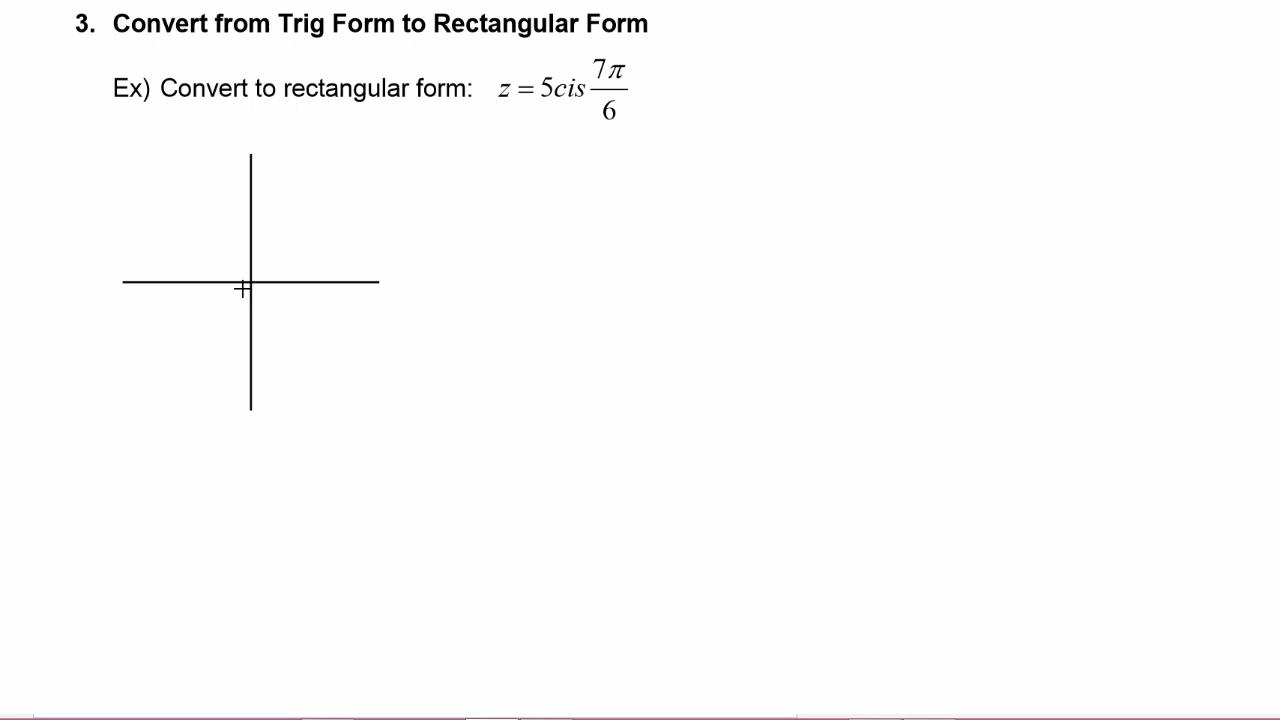 3. Convert from Trig Form to Rectangular Form
Ex) Convert to rectangular form: z = 5cis 7π/6